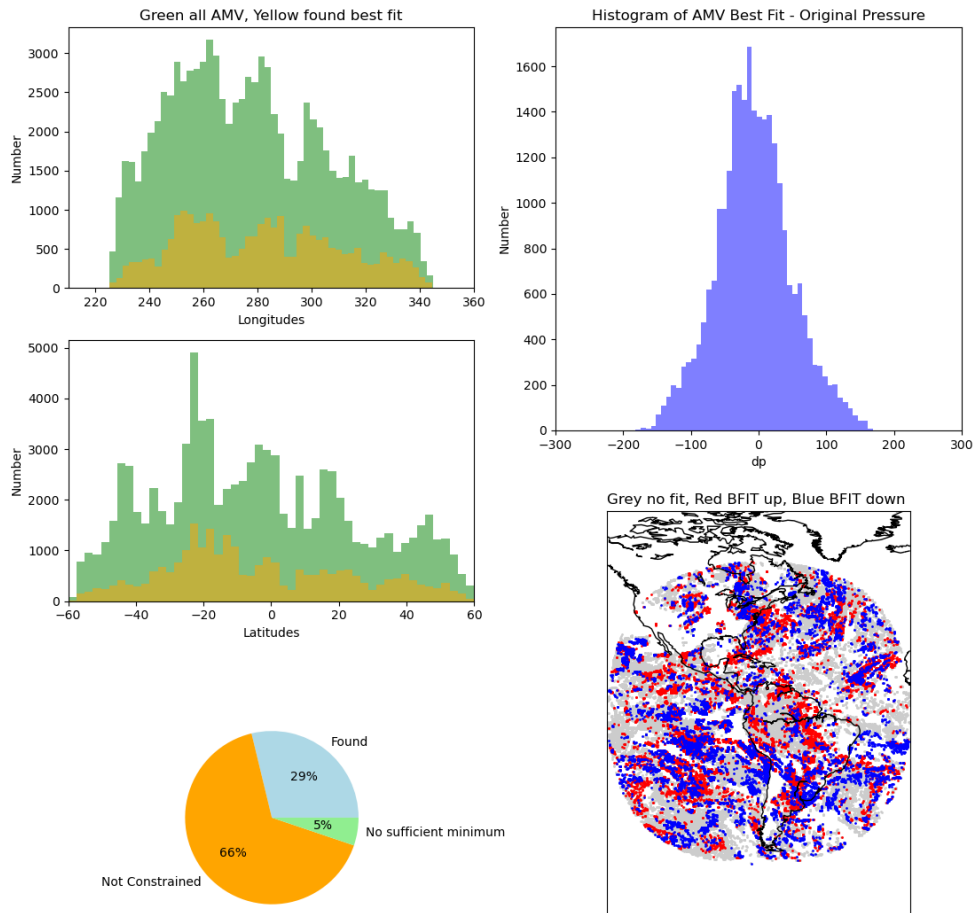 Green all AMV, Yellow found best fit
3000
2500
2000
1500
1000
500
0
Number
220 240 260 280 300 320 340 360
Longitudes
5000
4000
3000
2000
1000
0
Number
−60 −40 −20 0 20 40 60
Latitudes
Histogram of AMV Best Fit - Original Pressure
1600
1400
1200
1000
800
600
400
200
0
Number
−300 −200 −100 0 100 200 300
dp
Grey no fit, Red BFIT up, Blue BFIT down
Found
29%
5%
No sufficient minimum
66%
Not Constrained